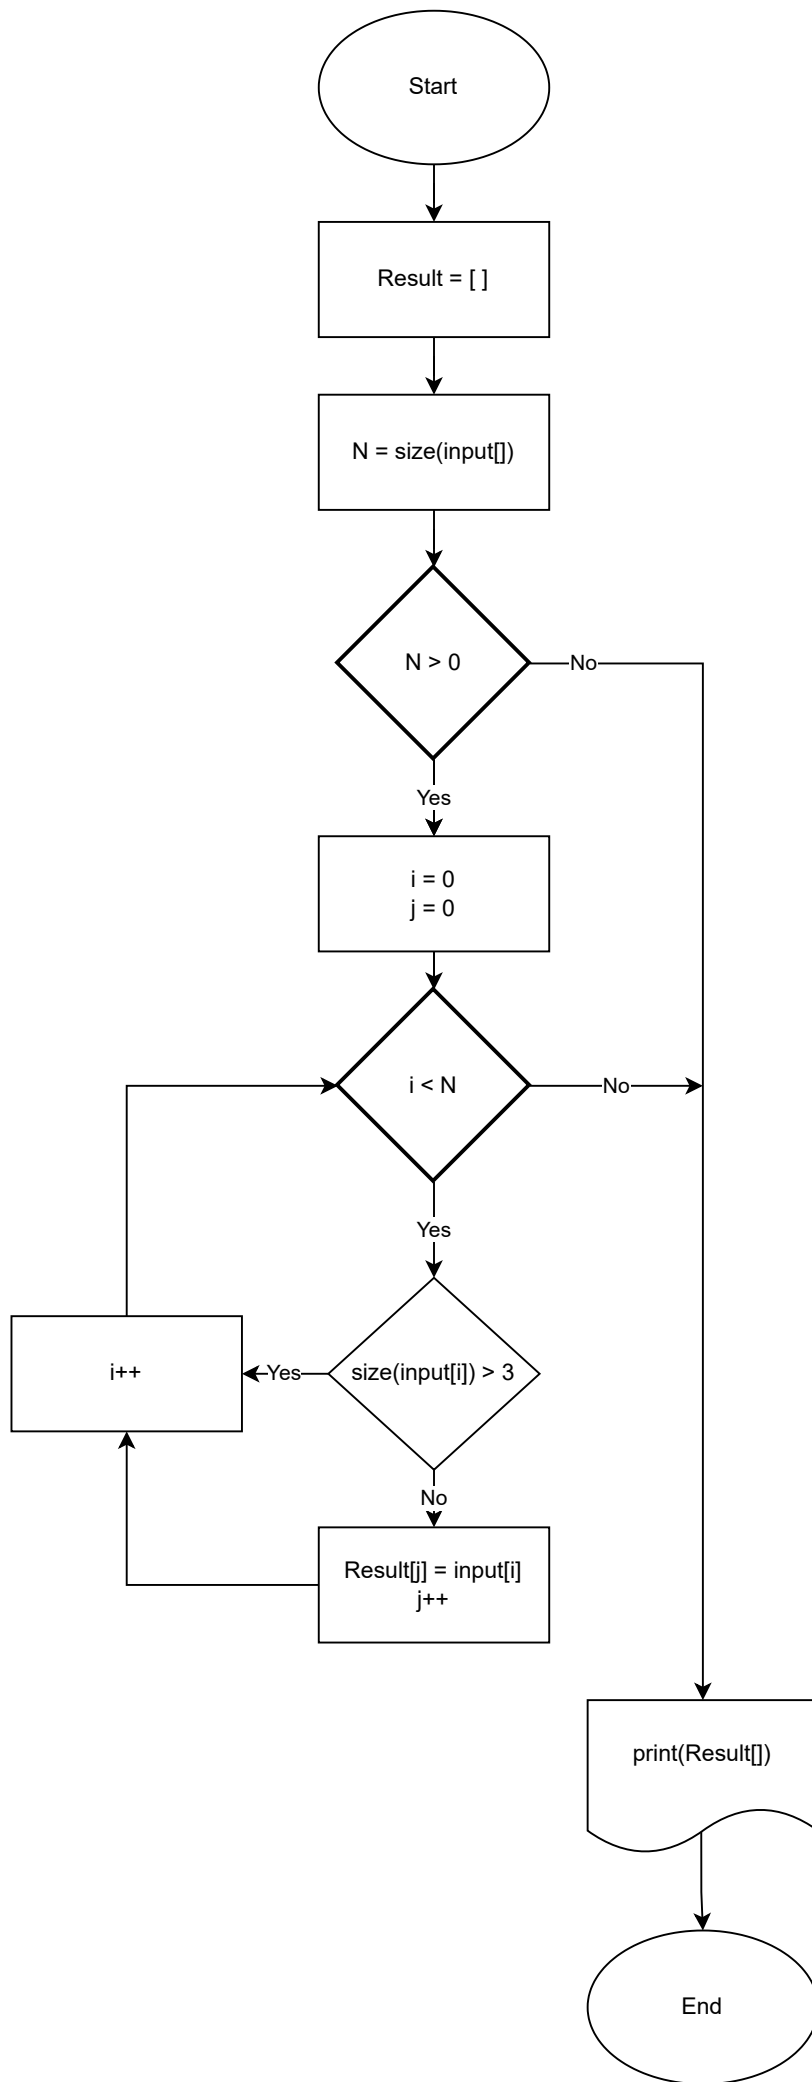 Start
Result = [ ]
N = size(input[])
N > 0
No
Yes
i = 0
j = 0
i < N
No
Yes
i++
Yes
size(input[i]) > 3
No
Result[j] = input[i]
j++
print(Result[])
End